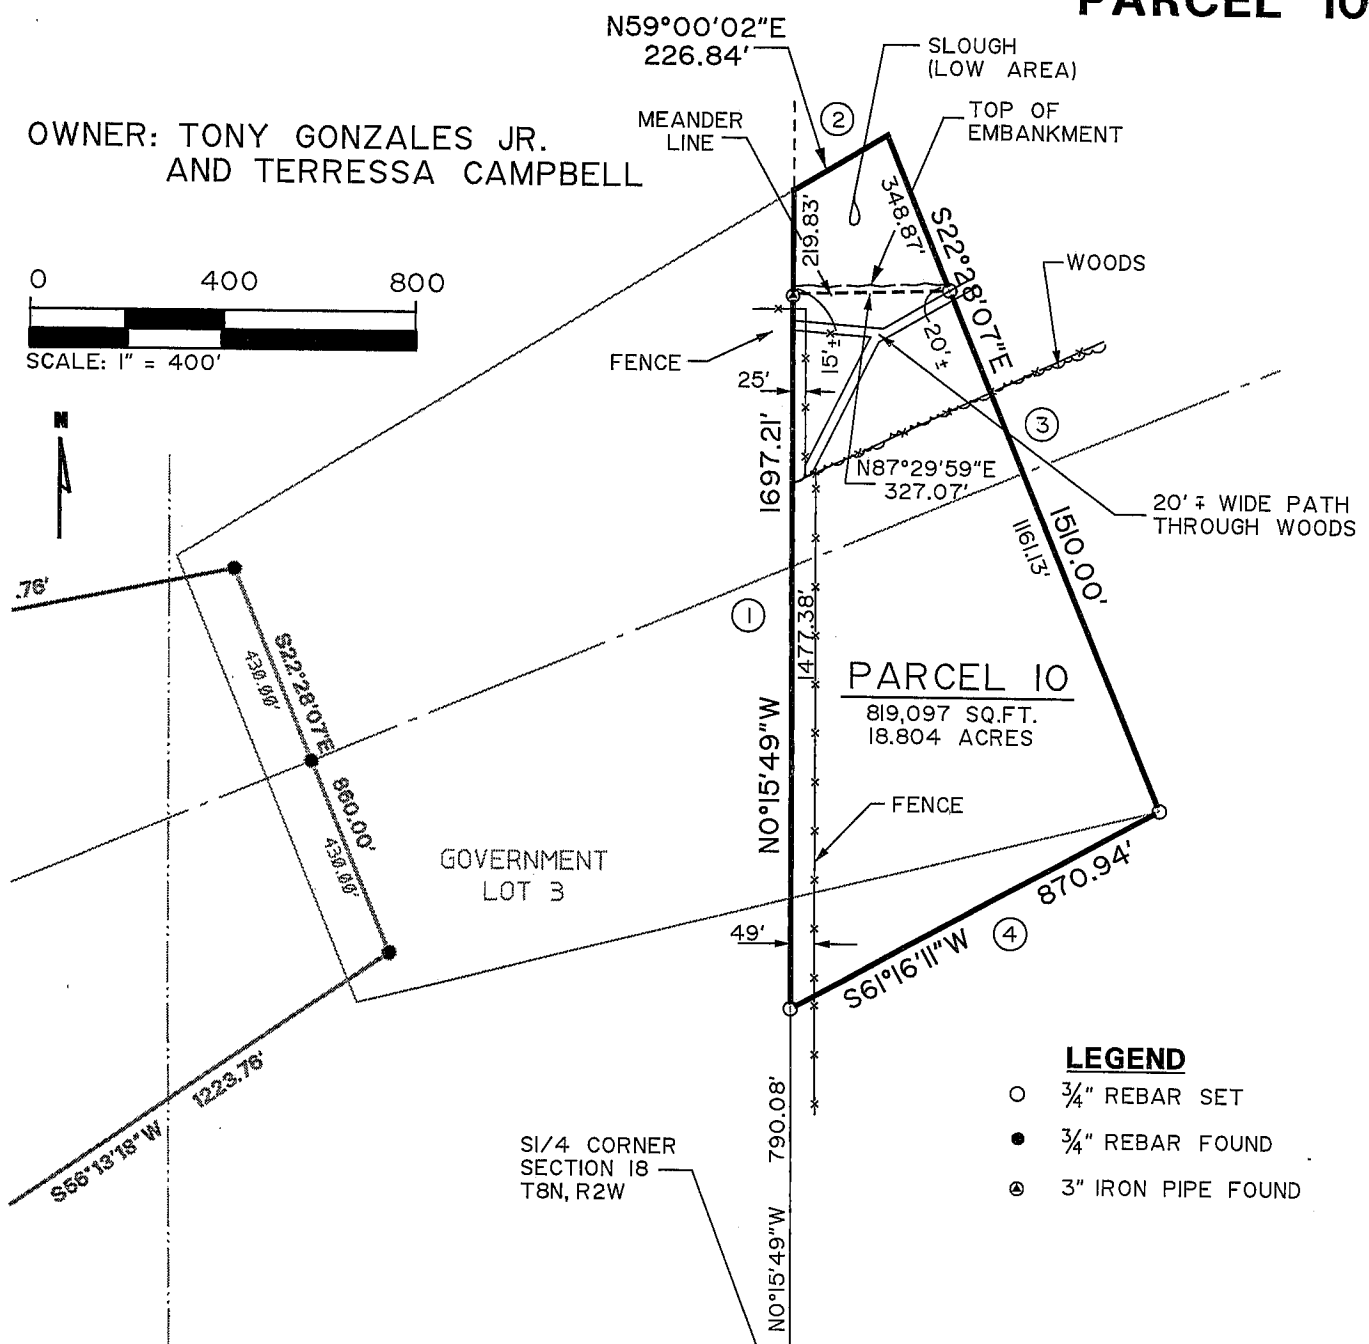 PARCEL 10
N59°00'02"E
226.84'
SLOUGH
(LOW AREA)
MEANDER
LINE
2
TOP OF
EMBANKMENT
OWNER: TONY GONZALES JR.
AND TERRESSA CAMPBELL
219.83'
348.87'
S22°28'07"E
WOODS
0 400 800
SCALE: 1" = 400'
FENCE
15'±
20'±
25'
N
3
1697.21'
N87°29'59"E
327.07'
20' ∓ WIDE PATH
THROUGH WOODS
1510.00'
1161.13'
.76'
1
1477.38'
S22°28'07"E
430.00'
860.00'
430.00'
PARCEL 10
819,097 SQ.FT.
18.804 ACRES
N0°15'49"W
FENCE
GOVERNMENT
LOT 3
870.94'
49'
4
S61°16'11"W
1223.76'
S56°13'18"W
LEGEND
3/4" REBAR SET
3/4" REBAR FOUND
3" IRON PIPE FOUND
790.08'
S1/4 CORNER
SECTION 18
T8N, R2W
N0°15'49"W